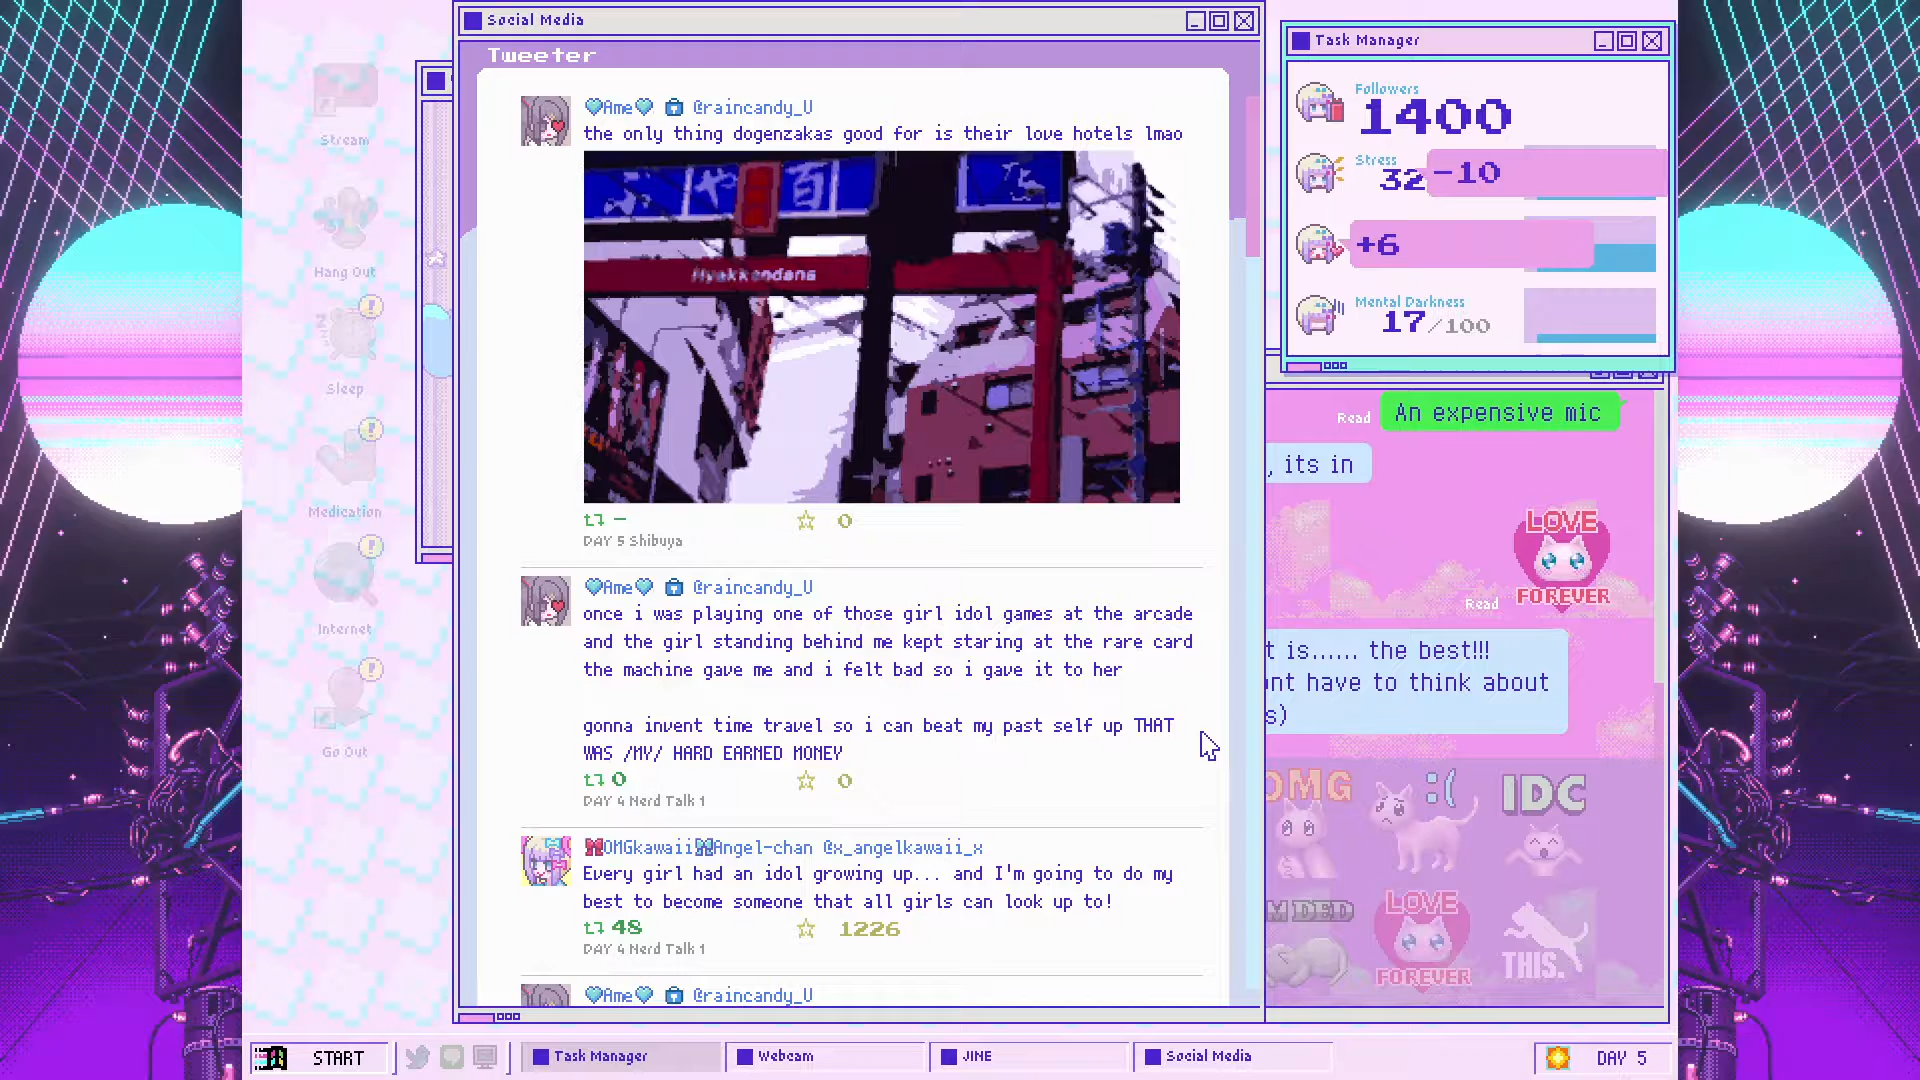 Social Media
Tweeter
Ame @raincandy_U
the only thing dogenzakas good for is their love hotels lmao
百
Hyakkendana
0
DAY 5 Shibuya
Ame @raincandy_U
once i was playing one of those girl idol games at the arcade
and the girl standing behind me kept staring at the rare card
the machine gave me and i felt bad so i gave it to her
gonna invent time travel so i can beat my past self up THAT
WAS /MY/ HARD EARNED MONEY
0 0
DAY 4 Nerd Talk 1
OMGkawaii Angel-chan @x_angelkawaii_x
Every girl had an idol growing up... and I'm going to do my
best to become someone that all girls can look up to!
48 1226
DAY 4 Nerd Talk 1
Ame @raincandy_U
Stream
Hang Out
Sleep
Medication
Internet
Go Out
Task Manager
Followers
1400
Stress
32 -10
+6
Mental Darkness
17/100
Read An expensive mic
, its in
LOVE
FOREVER
Read
t is...... the best!!!
nt have to think about
s)
OMG
:(
IDC
M DED
LOVE
FOREVER
THIS.
START
Task Manager
Webcam
JINE
Social Media
DAY 5